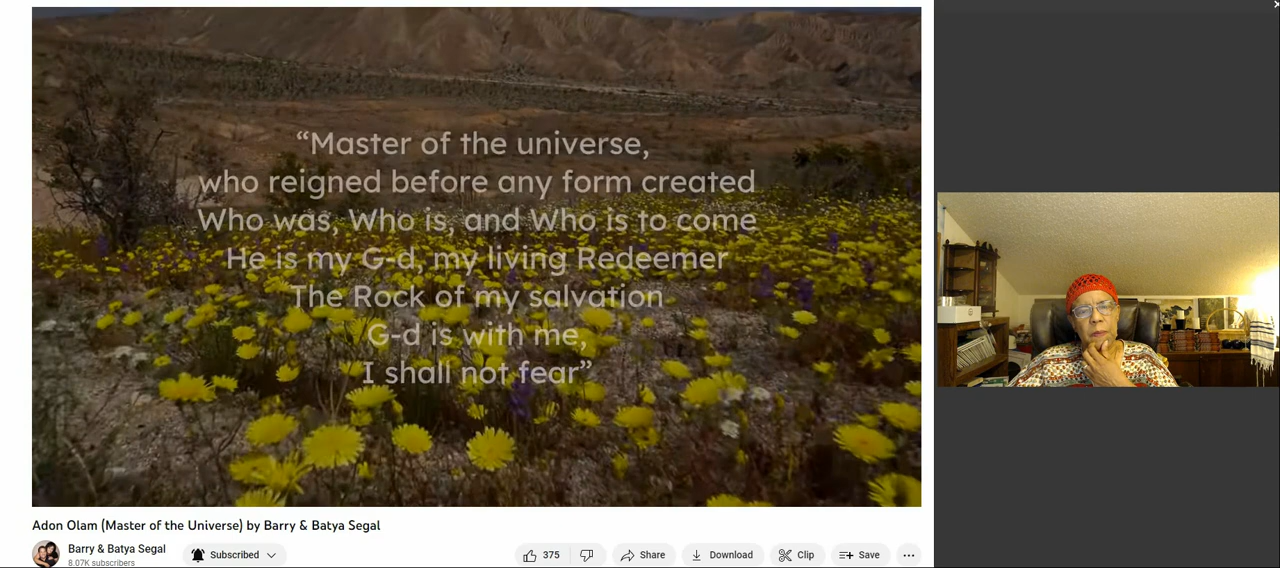 “Master of the universe,
who reigned before any form created
Who was, Who is, and Who is to come
He is my G-d, my living Redeemer
The Rock of my salvation
G-d is with me,
I shall not fear”
Adon Olam (Master of the Universe) by Barry & Batya Segal
Barry & Batya Segal
8.07K subscribers
Subscribed
375
Share
Download
Clip
Save